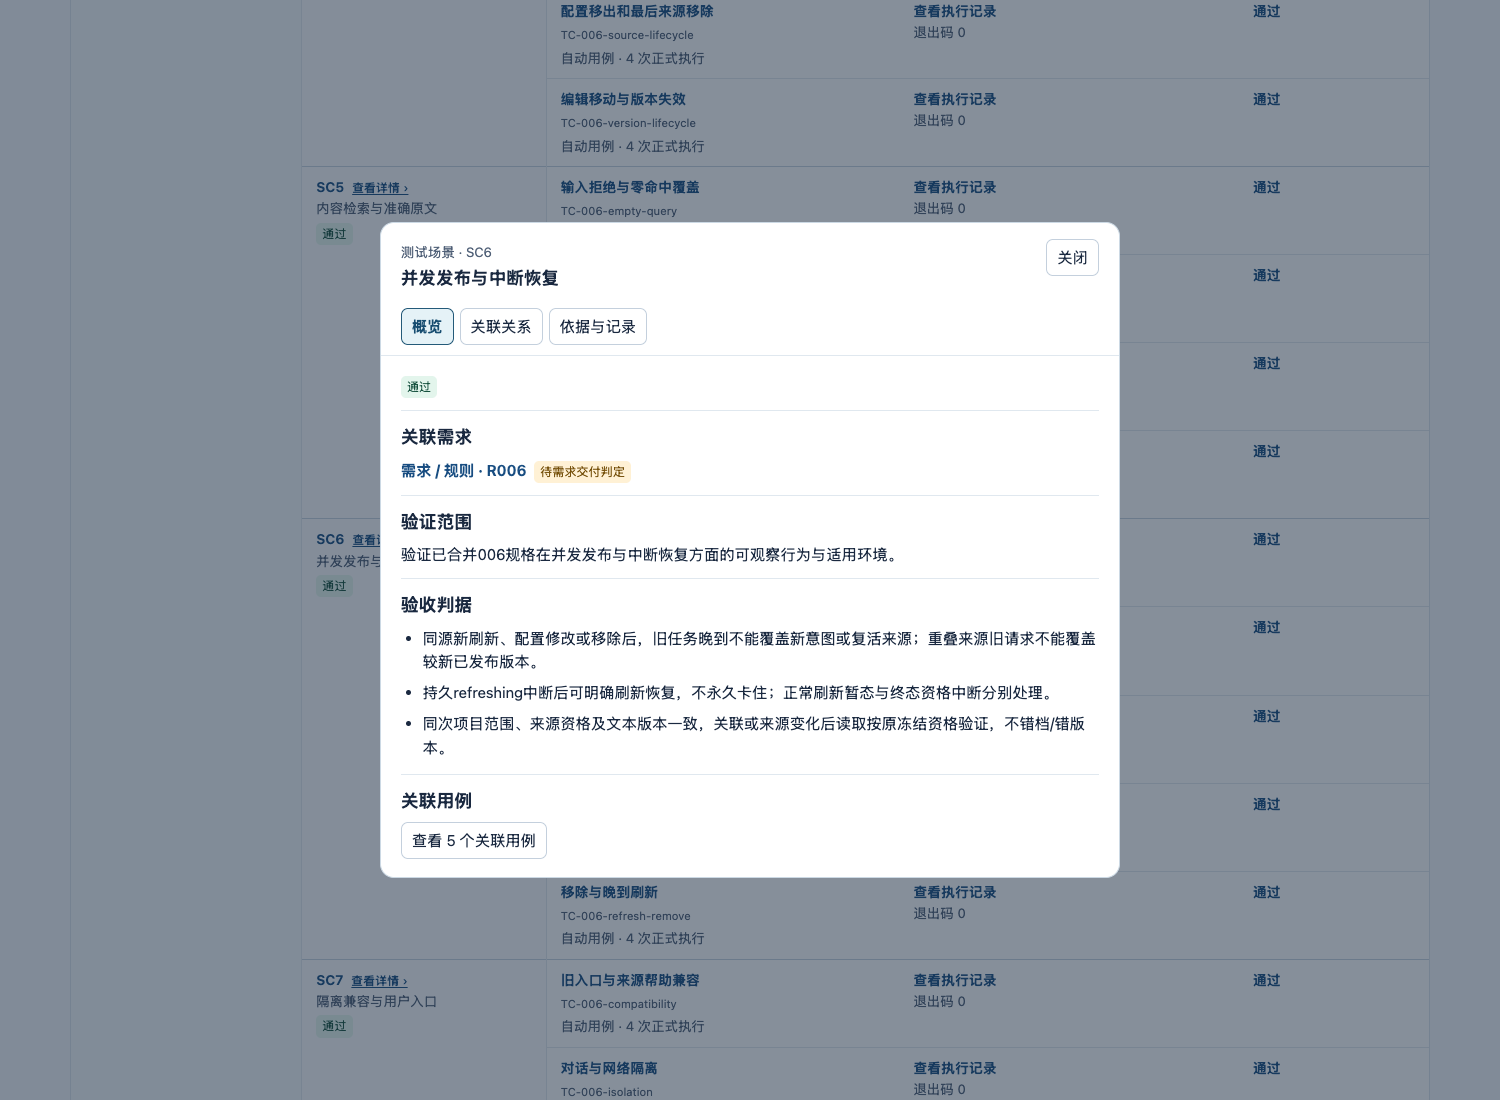 配置移出和最后来源移除
查看执行记录
通过
TC-006-source-lifecycle
退出码 0
自动用例 · 4 次正式执行
编辑移动与版本失效
查看执行记录
通过
TC-006-version-lifecycle
退出码 0
自动用例 · 4 次正式执行
SC5 查看详情 ›
输入拒绝与零命中覆盖
查看执行记录
通过
内容检索与准确原文
TC-006-empty-query
退出码 0
通过
通过
通过
通过
SC6 查看详
并发发布与
通过
通过
通过
通过
通过
测试场景 · SC6
并发发布与中断恢复
关闭
概览
关联关系
依据与记录
通过
关联需求
需求 / 规则 · R006 待需求交付判定
验证范围
验证已合并006规格在并发发布与中断恢复方面的可观察行为与适用环境。
验收判据
• 同源新刷新、配置修改或移除后，旧任务晚到不能覆盖新意图或复活来源；重叠来源旧请求不能覆盖
较新已发布版本。
• 持久refreshing中断后可明确刷新恢复，不永久卡住；正常刷新暂态与终态资格中断分别处理。
• 同次项目范围、来源资格及文本版本一致，关联或来源变化后读取按原冻结资格验证，不错档/错版
本。
关联用例
查看 5 个关联用例
移除与晚到刷新
查看执行记录
通过
TC-006-refresh-remove
退出码 0
自动用例 · 4 次正式执行
SC7 查看详情 ›
旧入口与来源帮助兼容
查看执行记录
通过
隔离兼容与用户入口
TC-006-compatibility
退出码 0
通过
自动用例 · 4 次正式执行
对话与网络隔离
查看执行记录
通过
TC-006-isolation
退出码 0